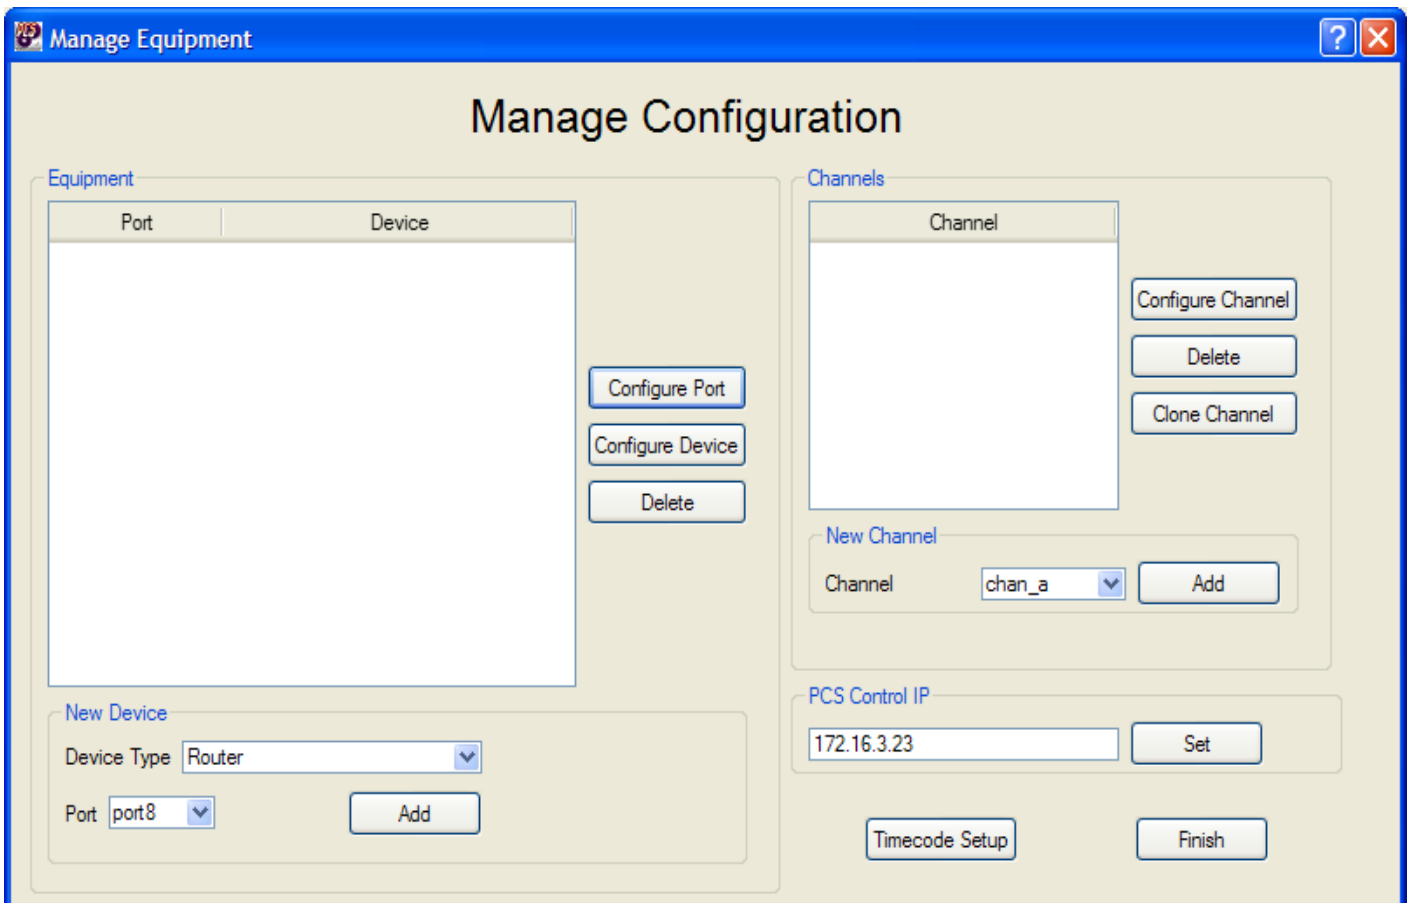 Manage Equipment
Manage Configuration
Equipment
Port Device
Configure Port
Configure Device
Delete
New Device
Device Type Router
Port port8 Add
Channels
Channel
Configure Channel
Delete
Clone Channel
New Channel
Channel chan_a Add
PCS Control IP
172.16.3.23 Set
Timecode Setup Finish